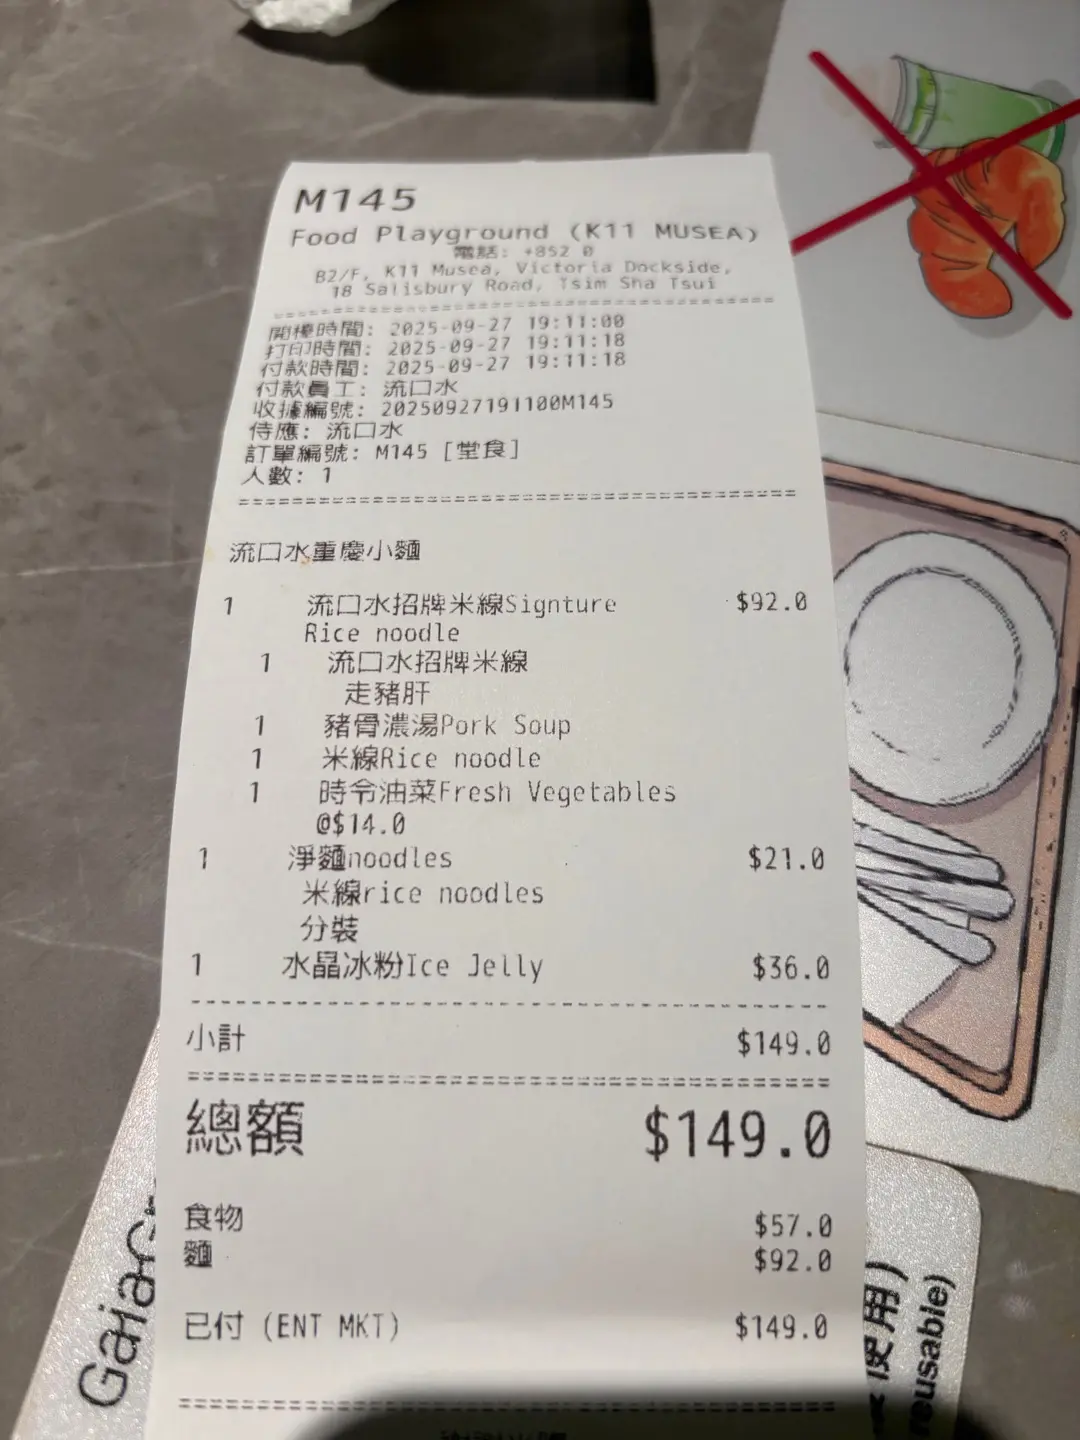 M145
Food Playground (K11 MUSEA)
電話: +852 0
B2/F, K11 Musea, Victoria Dockside,
18 Salisbury Road, Tsim Sha Tsui
開檯時間: 2025-09-27 19:11:00
打印時間: 2025-09-27 19:11:18
付款時間: 2025-09-27 19:11:18
付款員工: 流口水
收據編號: 20250927191100M145
侍應: 流口水
訂單編號: M145 [堂食]
人數: 1
流口水重慶小麵
1 流口水招牌米線Signture $92.0
Rice noodle
1 流口水招牌米線
走豬肝
1 豬骨濃湯Pork Soup
1 米線Rice noodle
1 時令油菜Fresh Vegetables
@$14.0
1 淨麵noodles $21.0
米線rice noodles
分裝
1 水晶冰粉Ice Jelly $36.0
小計 $149.0
總額 $149.0
食物 $57.0
麵 $92.0
已付 (ENT MKT) $149.0
使用)
reusable)